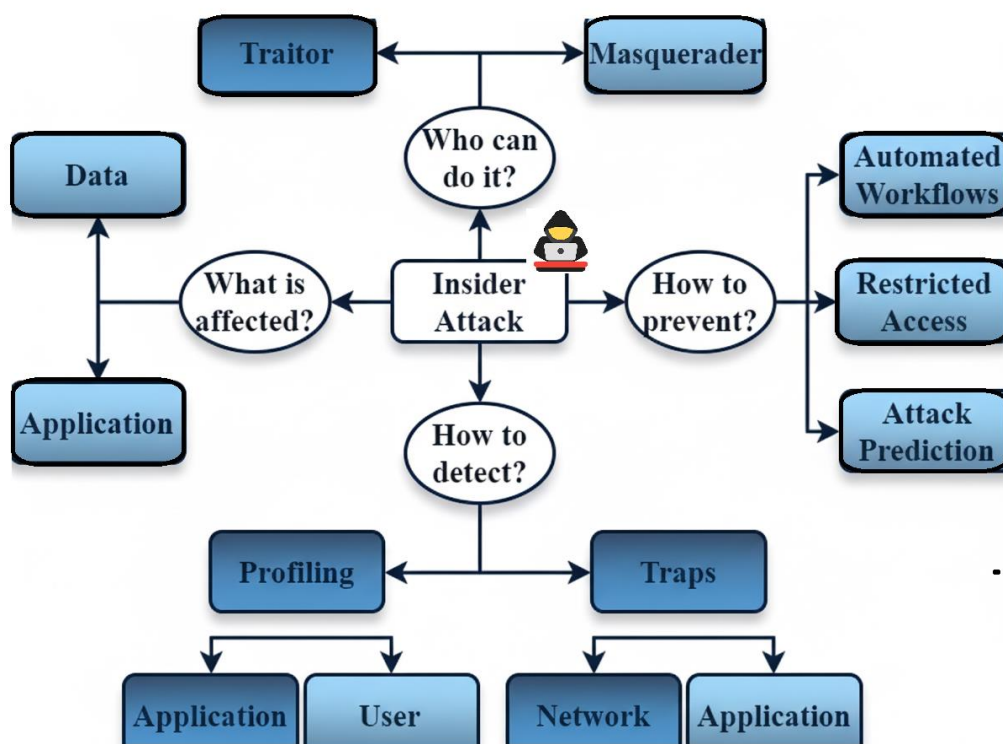 Traitor
Masquerader
Who can
do it?
Data
Automated
Workflows
What is
affected?
Insider
Attack
How to
prevent?
Restricted
Access
Application
How to
detect?
Attack
Prediction
Profiling
Traps
Application
User
Network
Application